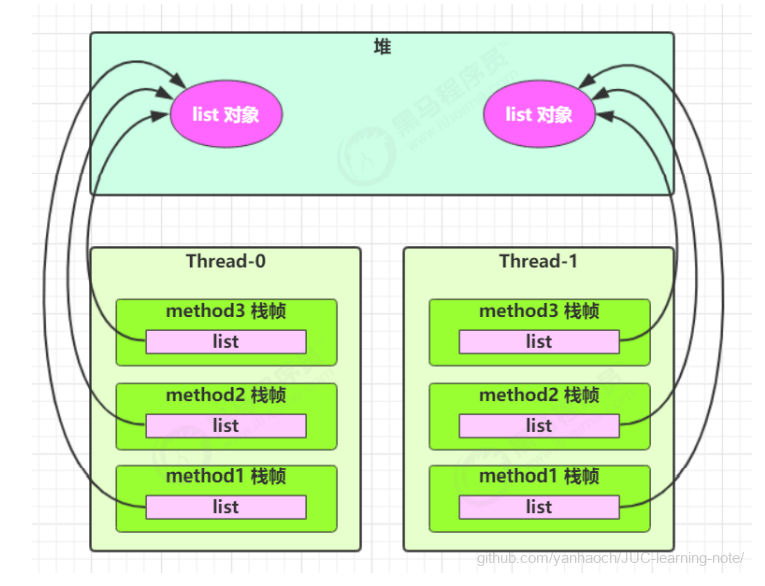 堆
list 对象
list 对象
黑马程序员
Thread-0
Thread-1
method3 栈帧
list
method2 栈帧
list
method1 栈帧
list
method3 栈帧
list
method2 栈帧
list
method1 栈帧
list
github.com/yanhaoch/JUC-learning-note/